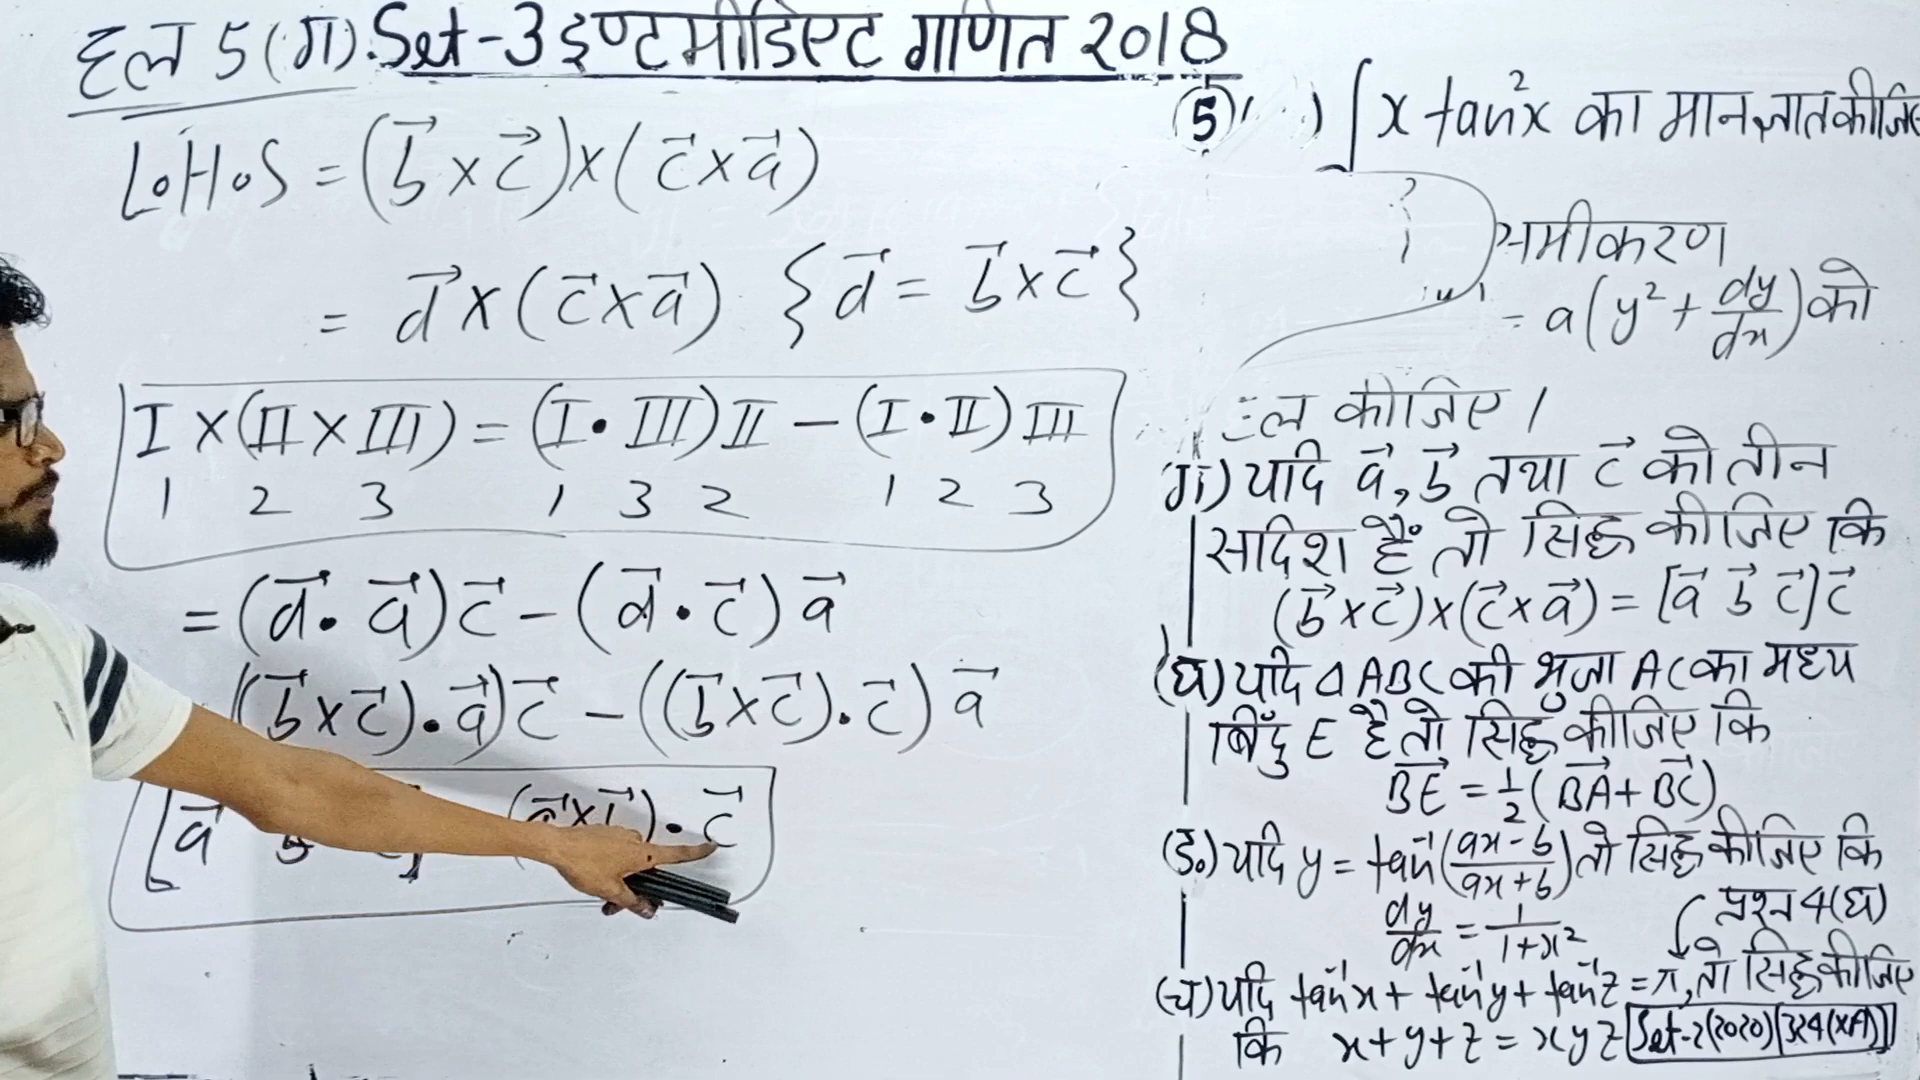 हल 5(ग). Set-3 इण्टमीडिएट गणित 2018
L.H.S = (b⃗ × c⃗) × (c⃗ × a⃗)
= d⃗ × (c⃗ × a⃗) { d⃗ = b⃗ × c⃗ }
I × (II × III) = (I • III) II − (I • II) III
1 2 3 1 3 2 1 2 3
= (d⃗ • a⃗) c⃗ − (d⃗ • c⃗) a⃗
(b⃗ × c⃗) • a⃗) c⃗ − ((b⃗ × c⃗) • c⃗) a⃗
[a⃗ • c⃗
5 ) ∫ x tan²x का मान ज्ञात कीजिए
समीकरण
= a(y² + dy/dx) को
हल कीजिए ।
(ग) यदि a⃗, b⃗ तथा c⃗ को तीन
सदिश हैं तो सिद्ध कीजिए कि
(b⃗ × c⃗) × (c⃗ × a⃗) = [a⃗ b⃗ c⃗] c⃗
(घ) यदि Δ ABC की भुजा AC का मध्य
बिंदु E है तो सिद्ध कीजिए कि
BE⃗ = 1/2 (BA⃗ + BC⃗)
(ङ) यदि y = tan⁻¹((ax − b)/(ax + b)) तो सिद्ध कीजिए कि
dy/dx = 1/(1+x²) प्रश्न 4(घ)
(च) यदि tan⁻¹x + tan⁻¹y + tan⁻¹z = π, तो सिद्ध कीजिए
कि x + y + z = xyz Set-2(2020)[324(XA)]